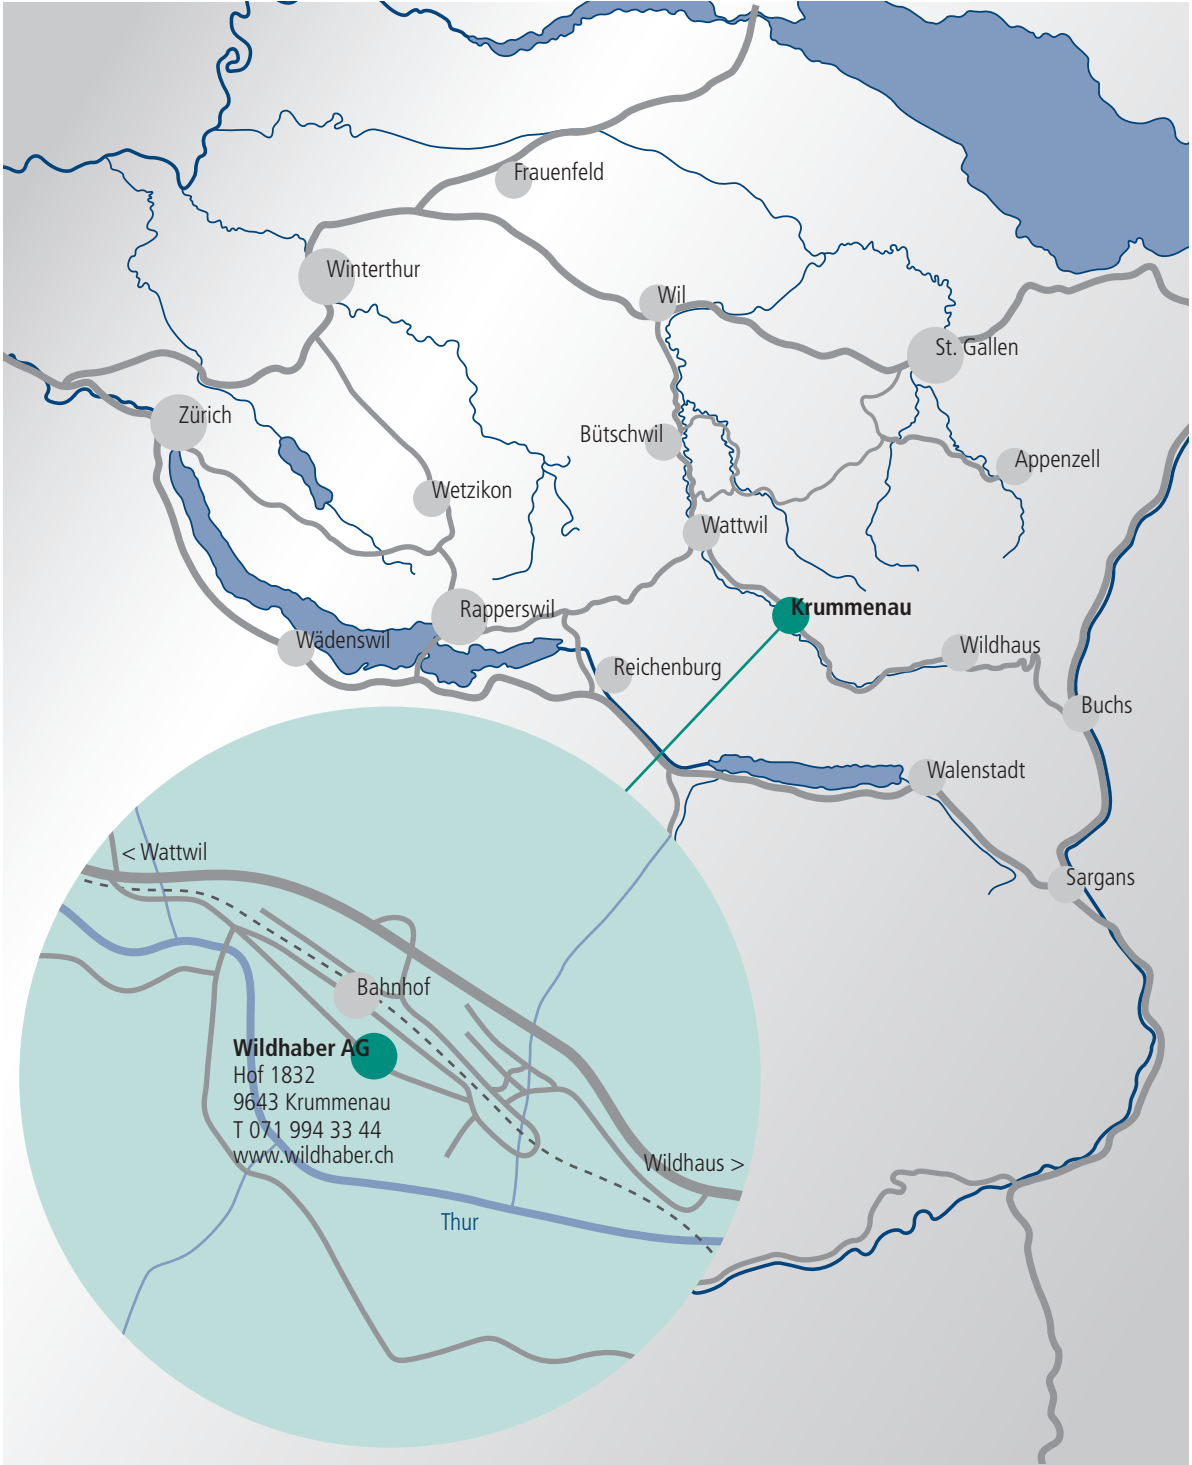 Frauenfeld
Winterthur
Wil
St. Gallen
Zürich
Bütschwil
Appenzell
Wetzikon
Wattwil
Rapperswil
Krummenau
Wädenswil
Wildhaus
Reichenburg
Buchs
Walenstadt
Sargans
< Wattwil
Bahnhof
Wildhaber AG
Hof 1832
9643 Krummenau
T 071 994 33 44
www.wildhaber.ch
Wildhaus >
Thur